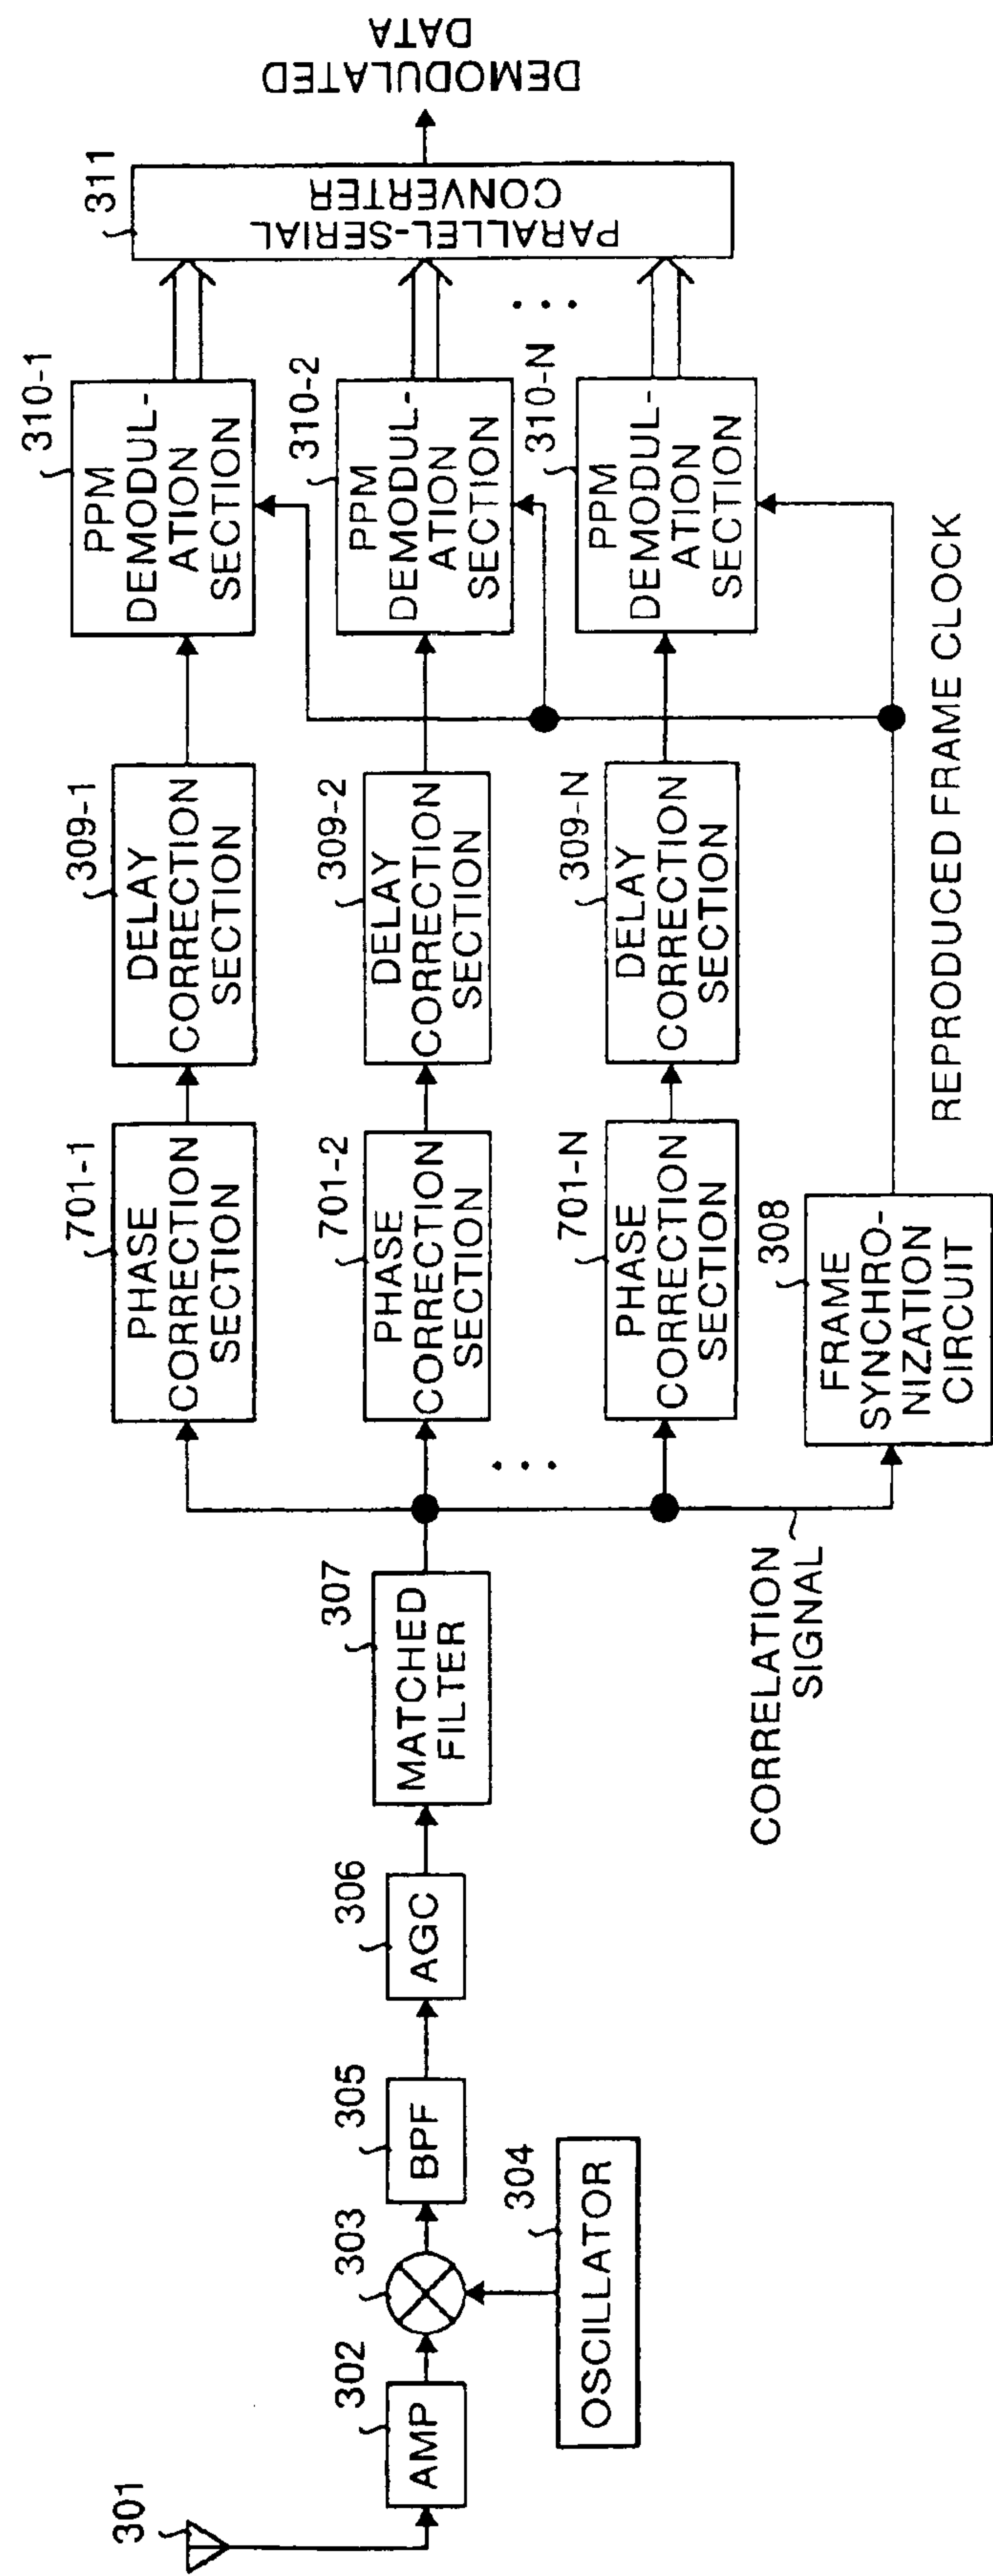 301
302
AMP
303
304
OSCILLATOR
305
BPF
306
AGC
307
MATCHED
FILTER
CORRELATION
SIGNAL
701-1
PHASE
CORRECTION
SECTION
701-2
PHASE
CORRECTION
SECTION
...
701-N
PHASE
CORRECTION
SECTION
308
FRAME
SYNCHRO-
NIZATION
CIRCUIT
309-1
DELAY
CORRECTION
SECTION
309-2
DELAY
CORRECTION
SECTION
309-N
DELAY
CORRECTION
SECTION
REPRODUCED FRAME CLOCK
310-1
PPM
DEMODUL-
ATION
SECTION
310-2
PPM
DEMODUL-
ATION
SECTION
...
310-N
PPM
DEMODUL-
ATION
SECTION
311
PARALLEL-SERIAL
CONVERTER
DEMODULATED
DATA